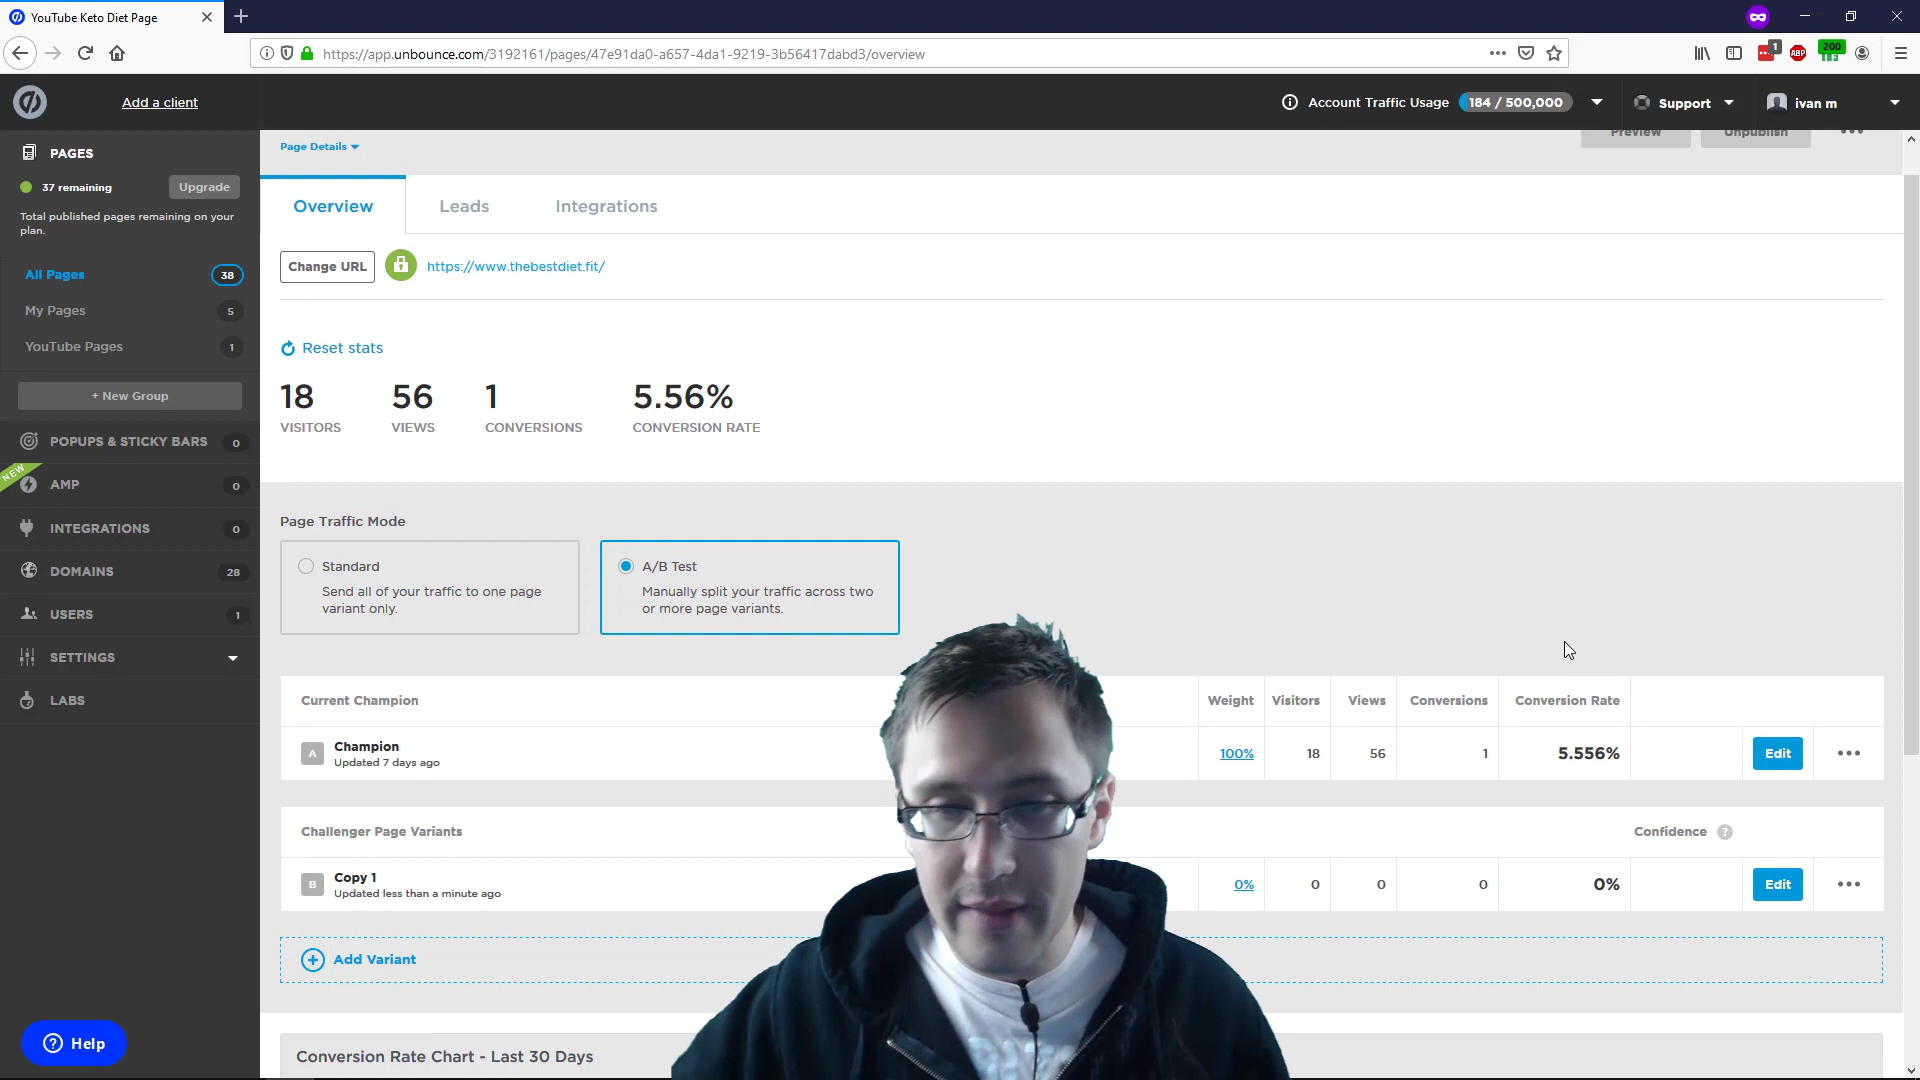 YouTube Keto Diet Page
https://app.unbounce.com/3192161/pages/47e91da0-a657-4da1-9219-3b56417dabd3/overview
1
ABP
200
Add a client
Account Traffic Usage
184 / 500,000
Support
ivan m
PAGES
37 remaining
Upgrade
Total published pages remaining on your
plan.
All Pages
38
My Pages
5
YouTube Pages
1
+ New Group
POPUPS & STICKY BARS
0
NEW
AMP
0
INTEGRATIONS
0
DOMAINS
28
USERS
1
SETTINGS
LABS
Help
Page Details
Preview
Unpublish
Overview
Leads
Integrations
Change URL
https://www.thebestdiet.fit/
Reset stats
18
56
1
5.56%
VISITORS
VIEWS
CONVERSIONS
CONVERSION RATE
Page Traffic Mode
Standard
Send all of your traffic to one page
variant only.
A/B Test
Manually split your traffic across two
or more page variants.
Current Champion
Weight
Visitors
Views
Conversions
Conversion Rate
A
Champion
Updated 7 days ago
100%
18
56
1
5.556%
Edit
Challenger Page Variants
Confidence
?
B
Copy 1
Updated less than a minute ago
0%
0
0
0
0%
Edit
Add Variant
Conversion Rate Chart - Last 30 Days